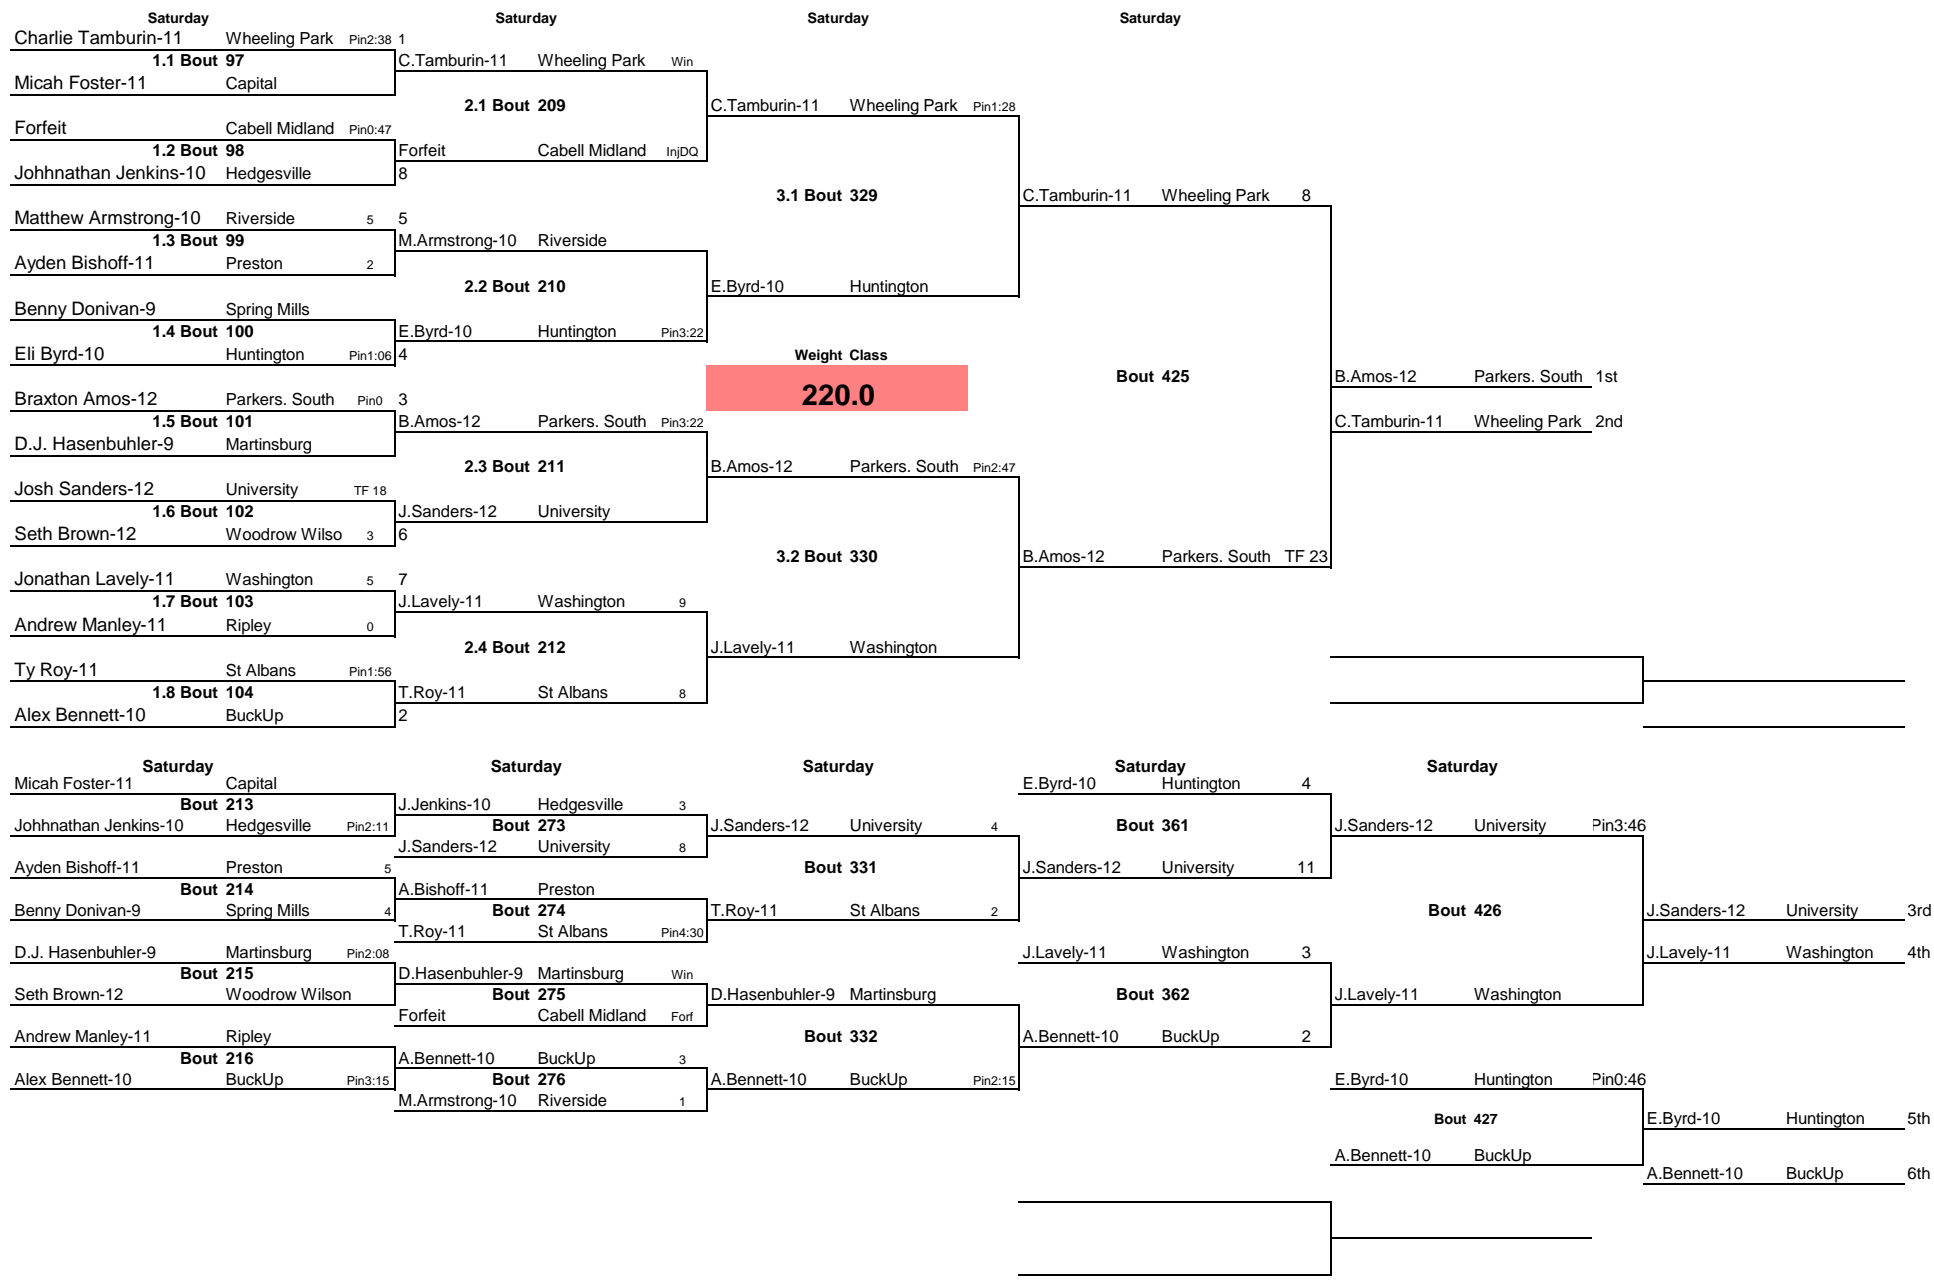 Saturday Saturday Saturday Saturday
Charlie Tamburin-11 Wheeling Park Pin2:38 1
1.1 Bout 97 C.Tamburin-11 Wheeling Park Win
Micah Foster-11 Capital
2.1 Bout 209 C.Tamburin-11 Wheeling Park Pin1:28
Forfeit Cabell Midland Pin0:47
1.2 Bout 98 Forfeit Cabell Midland InjDQ
Johhnathan Jenkins-10 Hedgesville 8
3.1 Bout 329 C.Tamburin-11 Wheeling Park 8
Matthew Armstrong-10 Riverside 5 5
1.3 Bout 99 M.Armstrong-10 Riverside
Ayden Bishoff-11 Preston 2
2.2 Bout 210 E.Byrd-10 Huntington
Benny Donivan-9 Spring Mills
1.4 Bout 100 E.Byrd-10 Huntington Pin3:22
Eli Byrd-10 Huntington Pin1:06 4 Weight Class
Bout 425 B.Amos-12 Parkers. South 1st
Braxton Amos-12 Parkers. South Pin0 3 220.0
1.5 Bout 101 B.Amos-12 Parkers. South Pin3:22 C.Tamburin-11 Wheeling Park 2nd
D.J. Hasenbuhler-9 Martinsburg
2.3 Bout 211 B.Amos-12 Parkers. South Pin2:47
Josh Sanders-12 University TF 18
1.6 Bout 102 J.Sanders-12 University
Seth Brown-12 Woodrow Wilso 3 6
3.2 Bout 330 B.Amos-12 Parkers. South TF 23
Jonathan Lavely-11 Washington 5 7
1.7 Bout 103 J.Lavely-11 Washington 9
Andrew Manley-11 Ripley 0
2.4 Bout 212 J.Lavely-11 Washington
Ty Roy-11 St Albans Pin1:56
1.8 Bout 104 T.Roy-11 St Albans 8
Alex Bennett-10 BuckUp 2
Saturday Saturday Saturday Saturday Saturday
Micah Foster-11 Capital E.Byrd-10 Huntington 4
Bout 213 J.Jenkins-10 Hedgesville 3
Johhnathan Jenkins-10 Hedgesville Pin2:11 Bout 273 J.Sanders-12 University 4 Bout 361 J.Sanders-12 University Pin3:46
J.Sanders-12 University 8
Ayden Bishoff-11 Preston 5 Bout 331 J.Sanders-12 University 11
Bout 214 A.Bishoff-11 Preston
Benny Donivan-9 Spring Mills 4 Bout 274 T.Roy-11 St Albans 2 Bout 426 J.Sanders-12 University 3rd
T.Roy-11 St Albans Pin4:30
D.J. Hasenbuhler-9 Martinsburg Pin2:08 J.Lavely-11 Washington 3 J.Lavely-11 Washington 4th
Bout 215 D.Hasenbuhler-9 Martinsburg Win
Seth Brown-12 Woodrow Wilson Bout 275 D.Hasenbuhler-9 Martinsburg Bout 362 J.Lavely-11 Washington
Forfeit Cabell Midland Forf
Andrew Manley-11 Ripley Bout 332 A.Bennett-10 BuckUp 2
Bout 216 A.Bennett-10 BuckUp 3
Alex Bennett-10 BuckUp Pin3:15 Bout 276 A.Bennett-10 BuckUp Pin2:15 E.Byrd-10 Huntington Pin0:46
M.Armstrong-10 Riverside 1
Bout 427 E.Byrd-10 Huntington 5th
A.Bennett-10 BuckUp
A.Bennett-10 BuckUp 6th